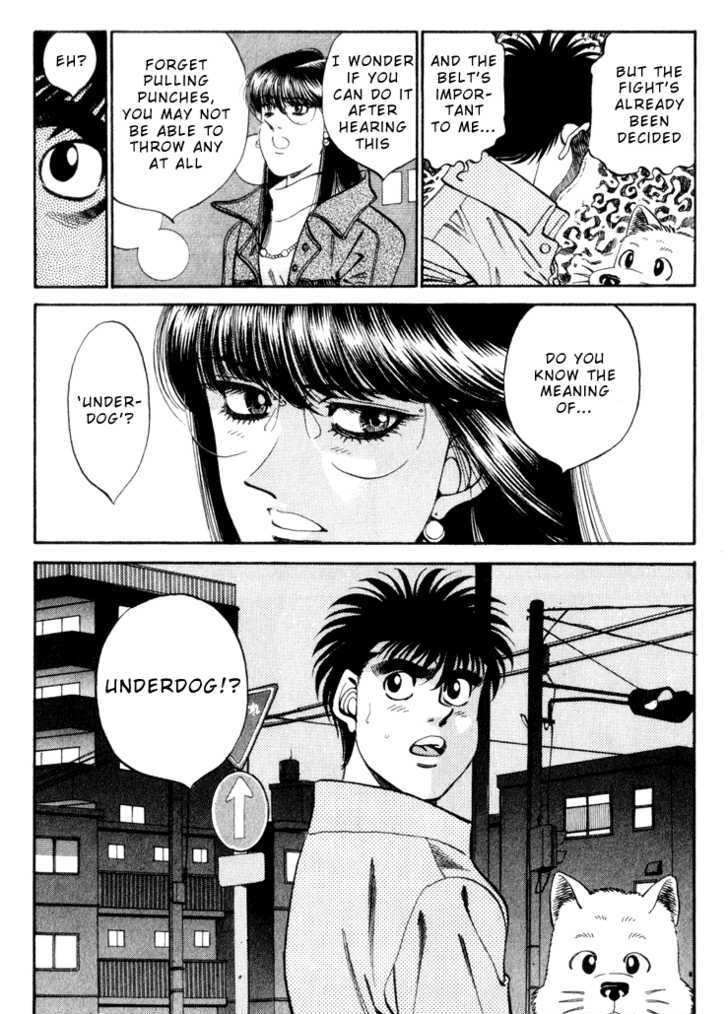 BUT THE
FIGHT'S
ALREADY
BEEN
DECIDED
AND THE
BELT'S
IMPOR-
TANT
TO ME...
I WONDER
IF YOU
CAN DO IT
AFTER
HEARING
THIS
FORGET
PULLING
PUNCHES,
YOU MAY NOT
BE ABLE TO
THROW ANY
AT ALL
EH?
DO YOU
KNOW THE
MEANING
OF...
‘UNDER-
DOG’?
UNDERDOG!?